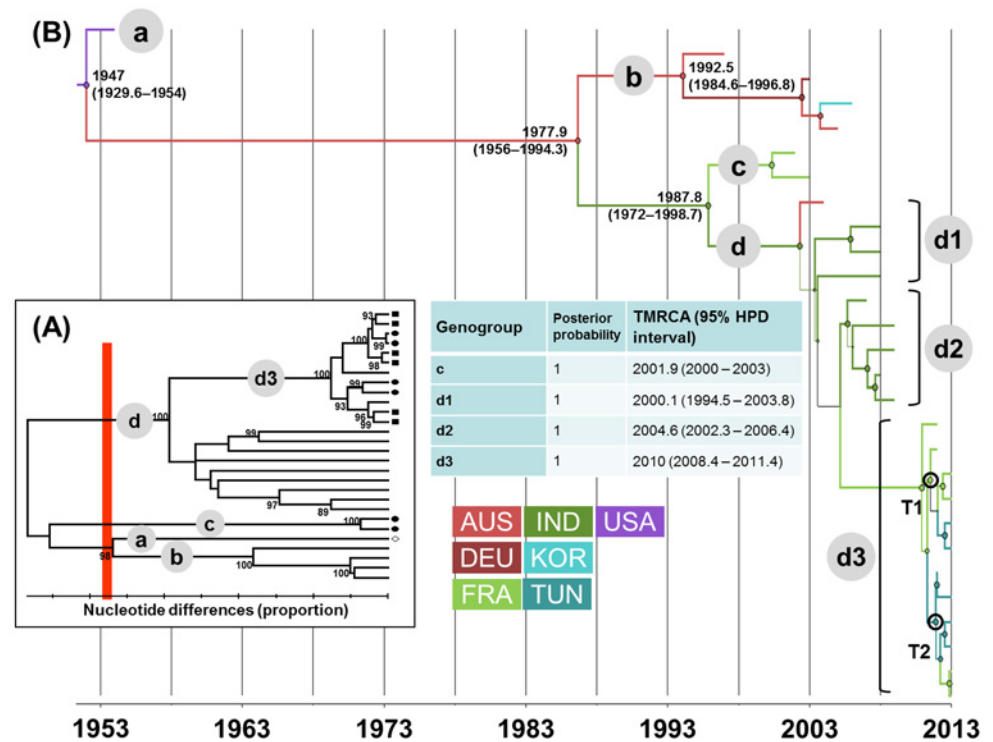 (B)
a
1947
(1929.6–1954)
b
1992.5
(1984.6–1996.8)
1977.9
(1956–1994.3)
c
1987.8
(1972–1998.7)
d
d1
d2
(A)
93
100
99
98
d3
100
99
93
96
99
d
100
99
97
89
c
100
a
98
b
100
100
Nucleotide differences (proportion)
Genogroup Posterior probability TMRCA (95% HPD interval)
c 1 2001.9 (2000 – 2003)
d1 1 2000.1 (1994.5 – 2003.8)
d2 1 2004.6 (2002.3 – 2006.4)
d3 1 2010 (2008.4 – 2011.4)
AUS IND USA
DEU KOR
FRA TUN
T1
d3
T2
1953 1963 1973 1983 1993 2003 2013